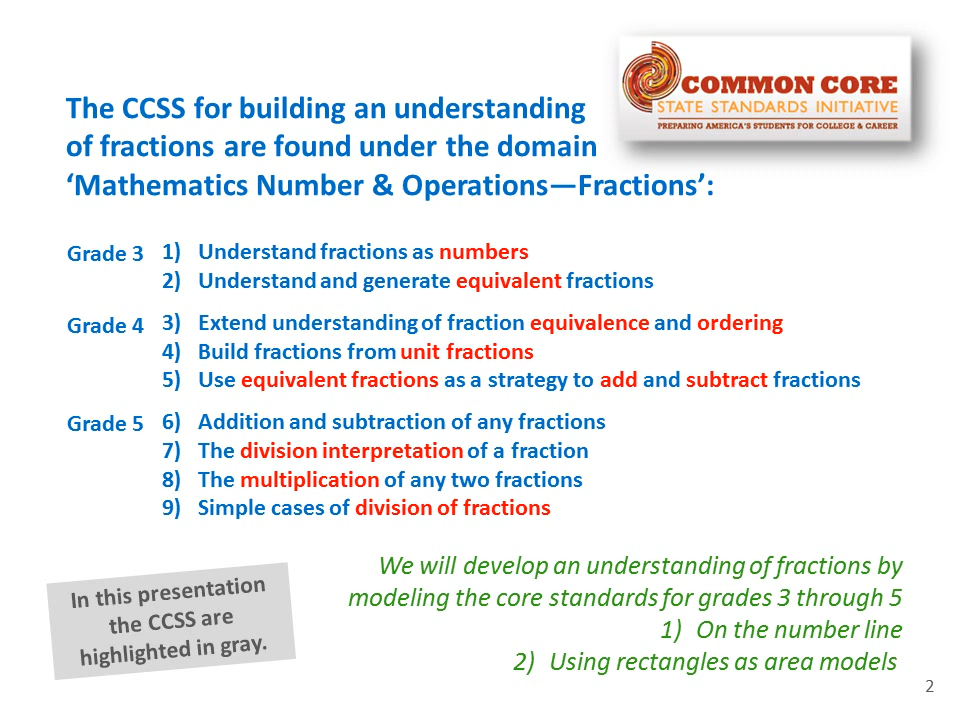 COMMON CORE
STATE STANDARDS INITIATIVE
PREPARING AMERICA'S STUDENTS FOR COLLEGE & CAREER
The CCSS for building an understanding
of fractions are found under the domain
‘Mathematics Number & Operations—Fractions’:
Grade 3 1) Understand fractions as numbers
2) Understand and generate equivalent fractions
Grade 4 3) Extend understanding of fraction equivalence and ordering
4) Build fractions from unit fractions
5) Use equivalent fractions as a strategy to add and subtract fractions
Grade 5 6) Addition and subtraction of any fractions
7) The division interpretation of a fraction
8) The multiplication of any two fractions
9) Simple cases of division of fractions
We will develop an understanding of fractions by
modeling the core standards for grades 3 through 5
1) On the number line
2) Using rectangles as area models
In this presentation
the CCSS are
highlighted in gray.
2